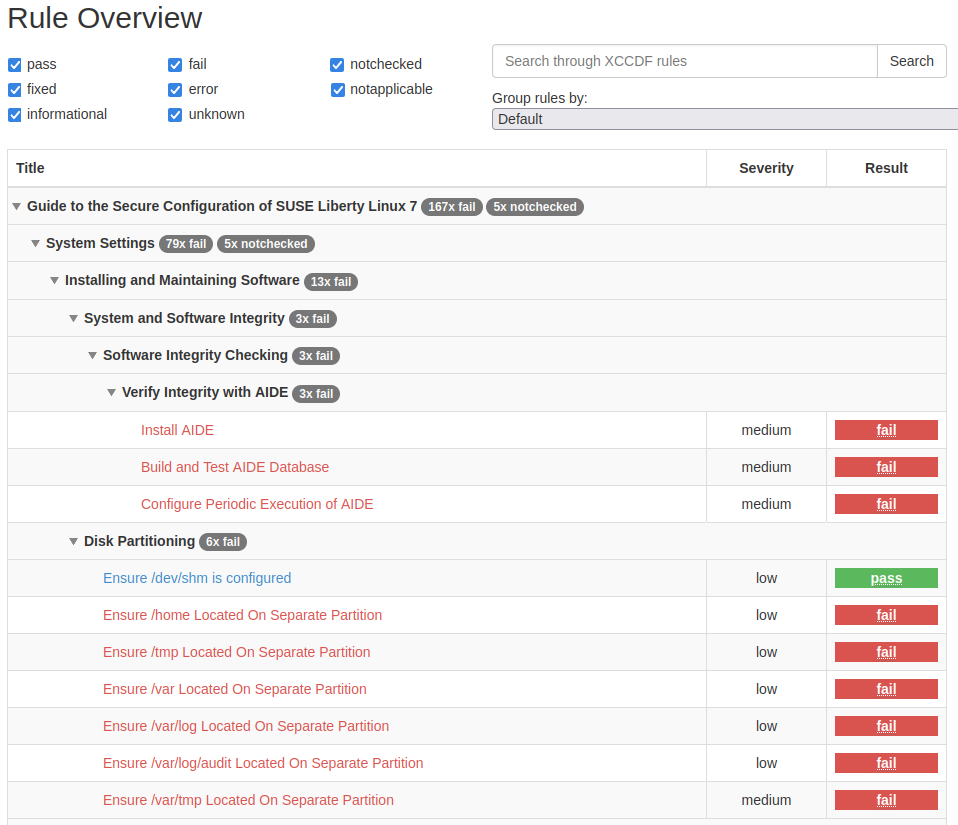 Rule Overview
pass fail notchecked
fixed error notapplicable
informational unknown
Search through XCCDF rules Search
Group rules by:
Default
Title Severity Result
Guide to the Secure Configuration of SUSE Liberty Linux 7 167x fail 5x notchecked
System Settings 79x fail 5x notchecked
Installing and Maintaining Software 13x fail
System and Software Integrity 3x fail
Software Integrity Checking 3x fail
Verify Integrity with AIDE 3x fail
Install AIDE medium fail
Build and Test AIDE Database medium fail
Configure Periodic Execution of AIDE medium fail
Disk Partitioning 6x fail
Ensure /dev/shm is configured low pass
Ensure /home Located On Separate Partition low fail
Ensure /tmp Located On Separate Partition low fail
Ensure /var Located On Separate Partition low fail
Ensure /var/log Located On Separate Partition low fail
Ensure /var/log/audit Located On Separate Partition low fail
Ensure /var/tmp Located On Separate Partition medium fail